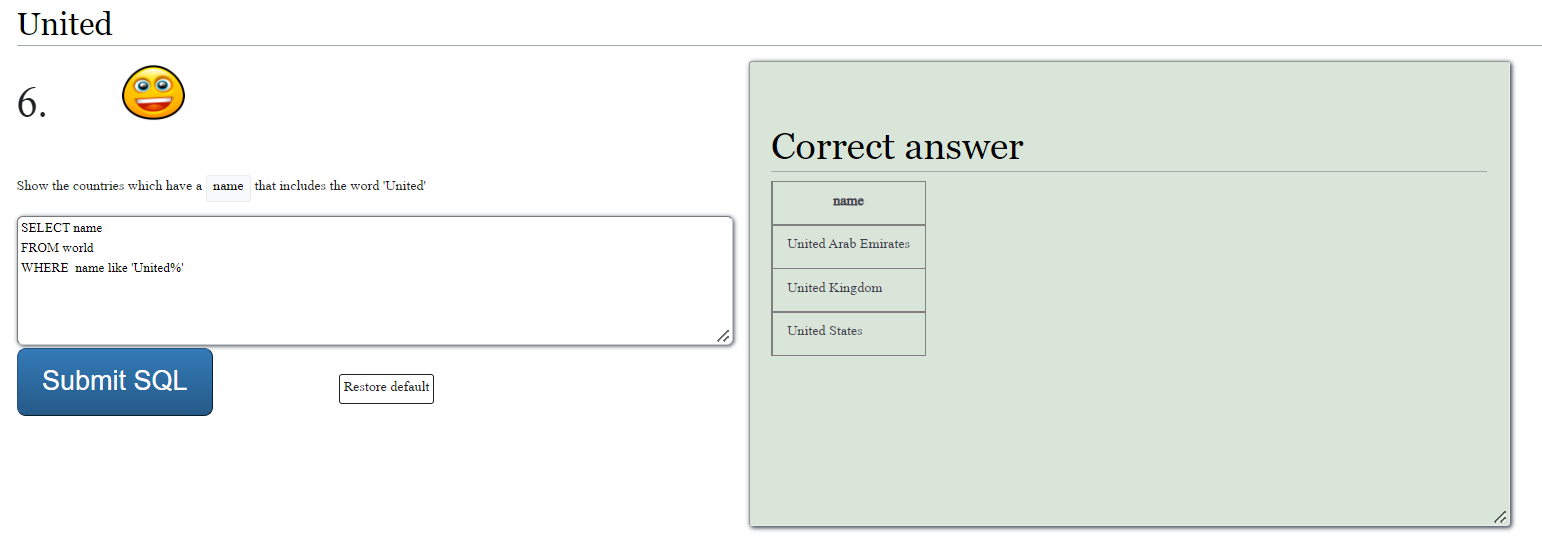 United
6.
Show the countries which have a name that includes the word 'United'
SELECT name
FROM world
WHERE  name like 'United%'
Submit SQL
Restore default
Correct answer
name
United Arab Emirates
United Kingdom
United States